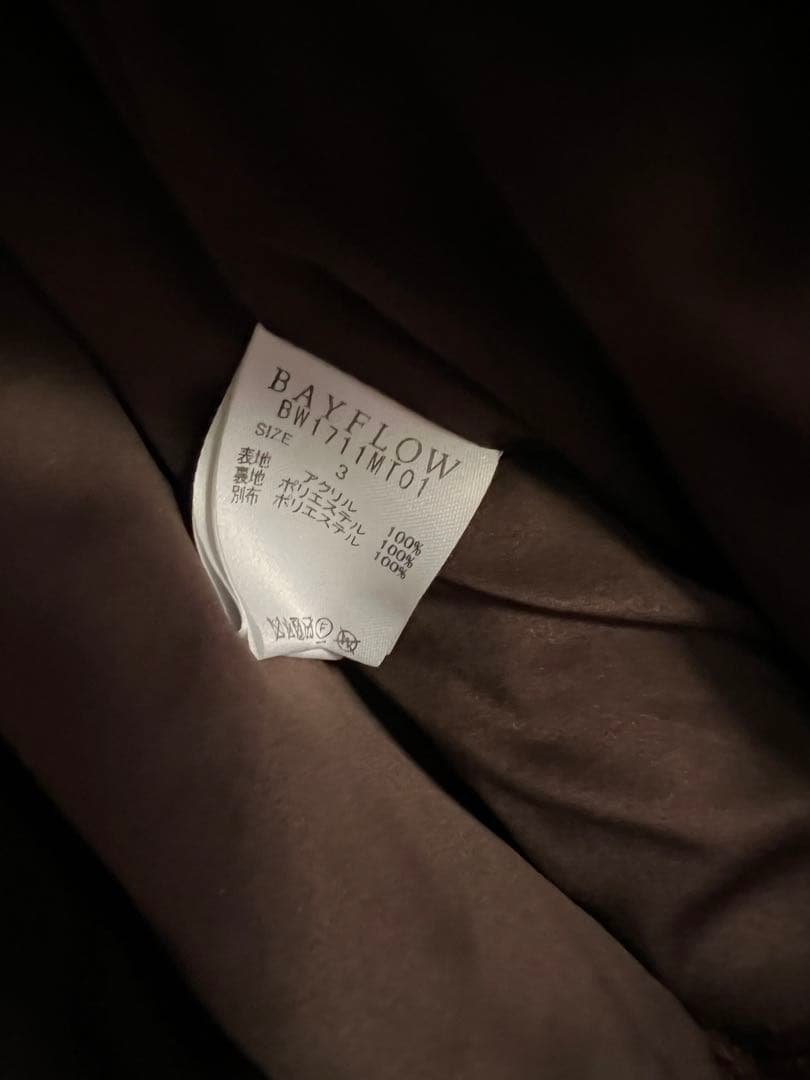 BAYFLOW
BW1711MT01
SIZE 3
表地 アクリル 100%
裏地 ポリエステル 100%
別布 ポリエステル 100%
F W